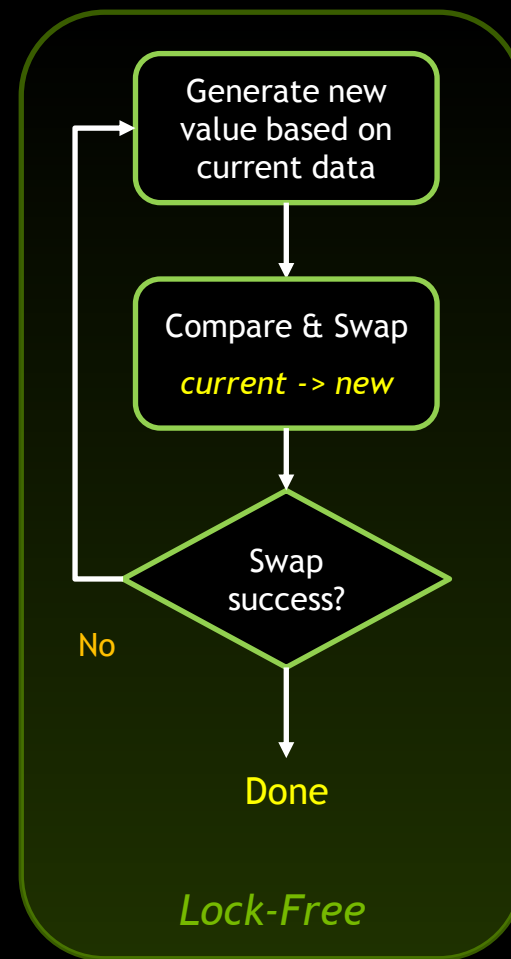 Generate new
value based on
current data
Compare & Swap
current -> new
Swap
success?
No
Done
Lock-Free